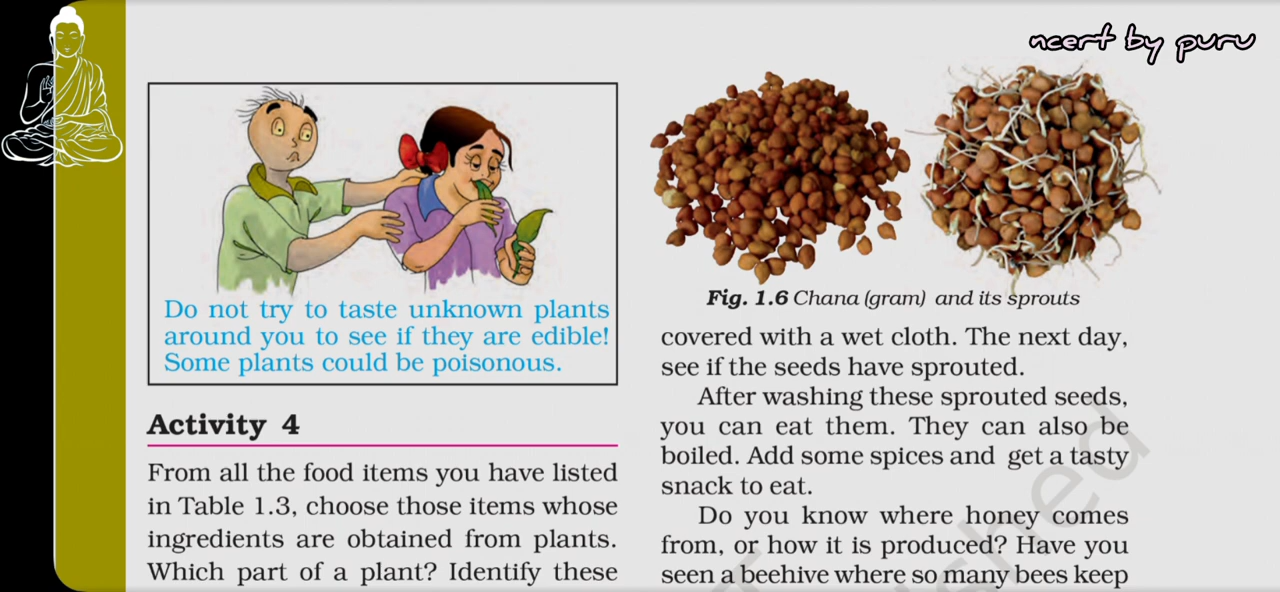 ncert by puru
Do not try to taste unknown plants
around you to see if they are edible!
Some plants could be poisonous.
Activity 4
From all the food items you have listed
in Table 1.3, choose those items whose
ingredients are obtained from plants.
Which part of a plant? Identify these
Fig. 1.6 Chana (gram) and its sprouts
covered with a wet cloth. The next day,
see if the seeds have sprouted.
After washing these sprouted seeds,
you can eat them. They can also be
boiled. Add some spices and get a tasty
snack to eat.
Do you know where honey comes
from, or how it is produced? Have you
seen a beehive where so many bees keep